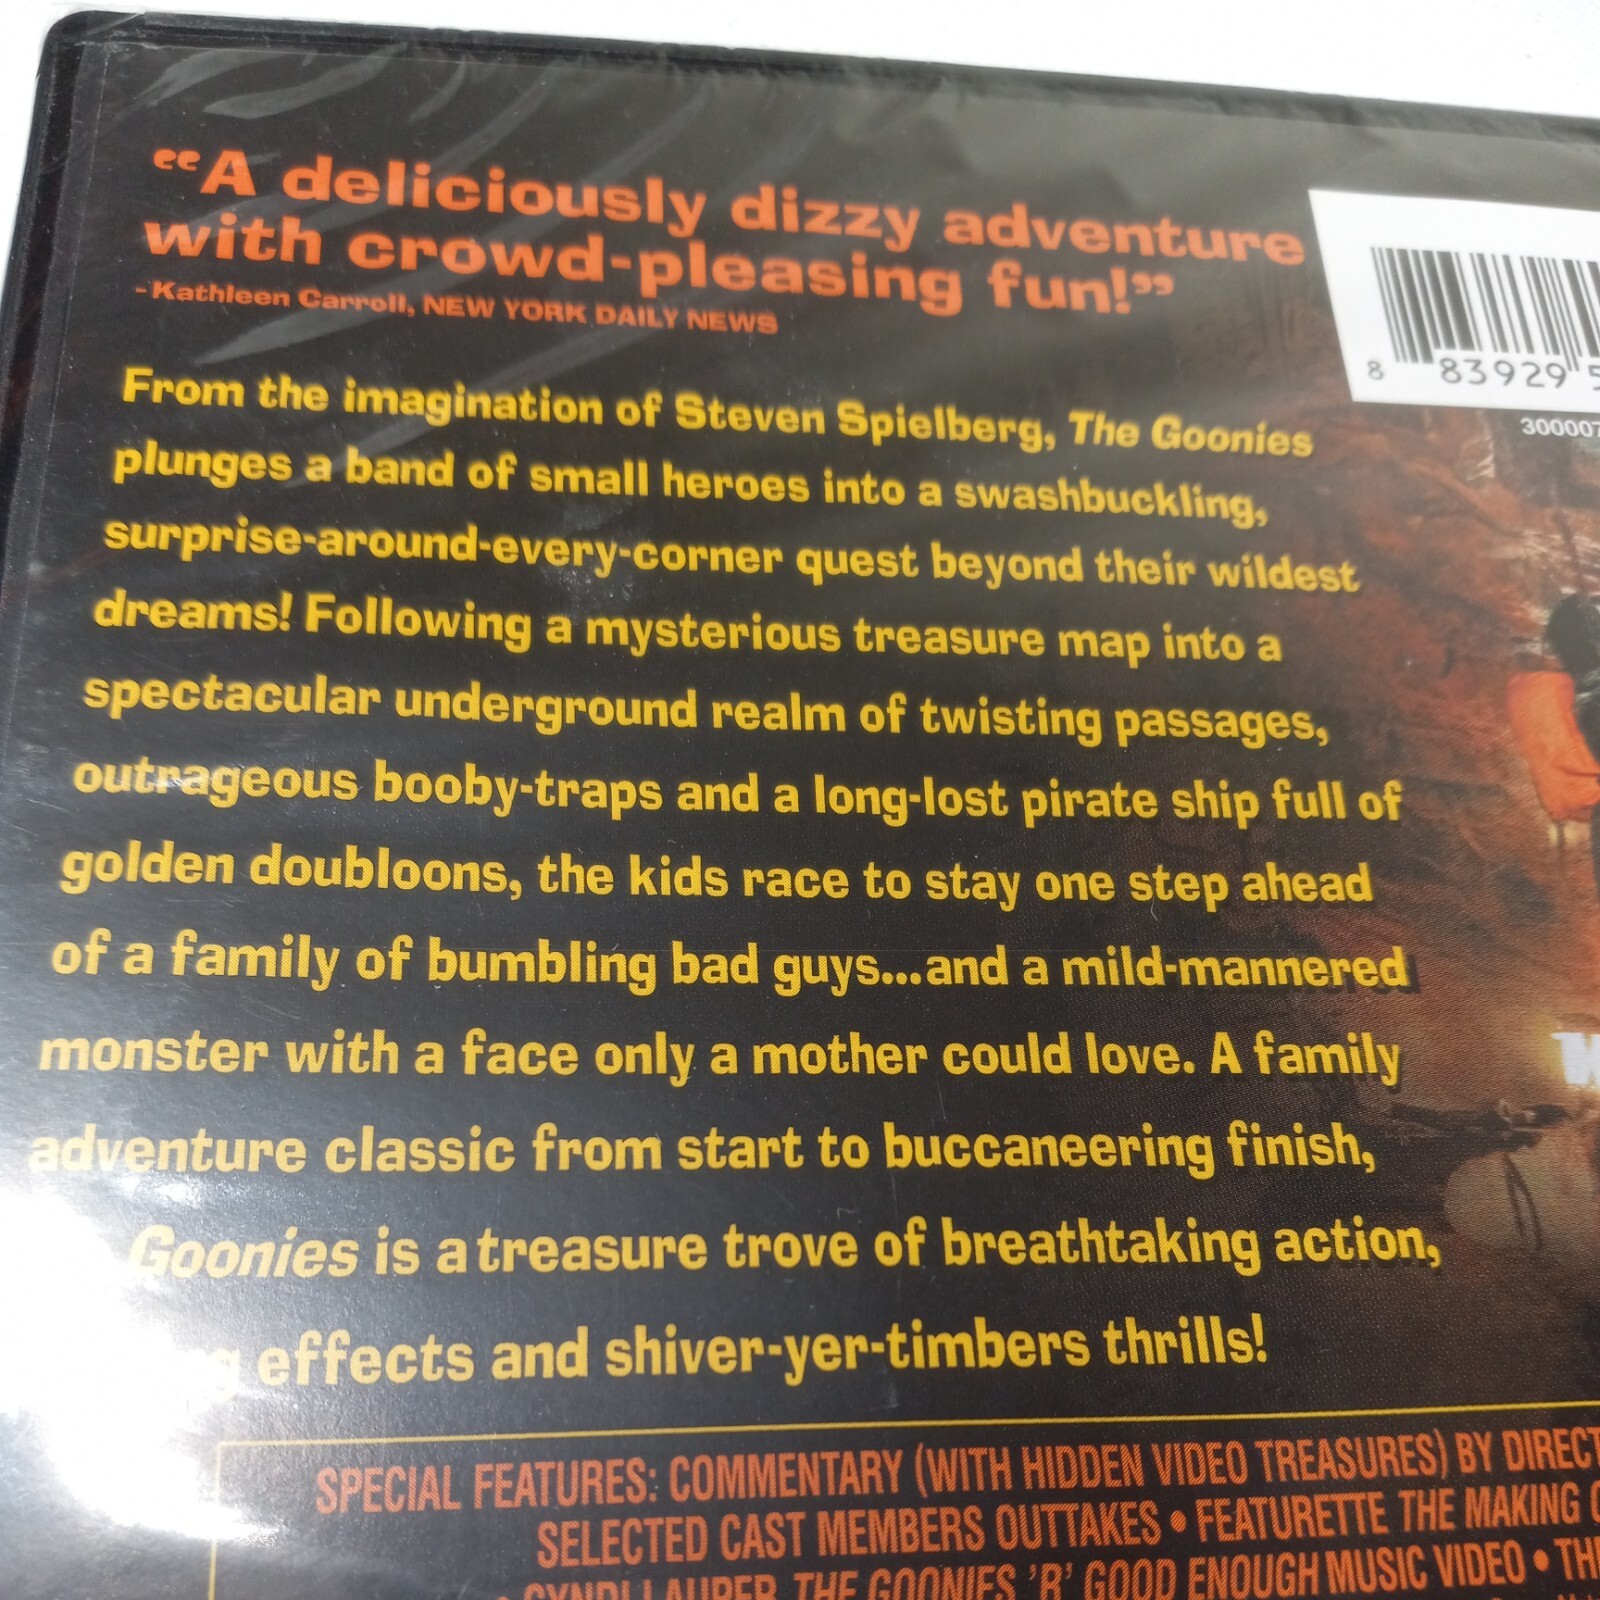 “A deliciously dizzy adventure
with crowd-pleasing fun!”
-Kathleen Carroll, NEW YORK DAILY NEWS
8 83929 5
300007
From the imagination of Steven Spielberg, The Goonies
plunges a band of small heroes into a swashbuckling,
surprise-around-every-corner quest beyond their wildest
dreams! Following a mysterious treasure map into a
spectacular underground realm of twisting passages,
outrageous booby-traps and a long-lost pirate ship full of
golden doubloons, the kids race to stay one step ahead
of a family of bumbling bad guys...and a mild-mannered
monster with a face only a mother could love. A family
adventure classic from start to buccaneering finish,
Goonies is a treasure trove of breathtaking action,
effects and shiver-yer-timbers thrills!
SPECIAL FEATURES: COMMENTARY (WITH HIDDEN VIDEO TREASURES) BY DIRECT
SELECTED CAST MEMBERS OUTTAKES • FEATURETTE THE MAKING
• CYNDI LAUPER THE GOONIES 'R' GOOD ENOUGH MUSIC VIDEO •